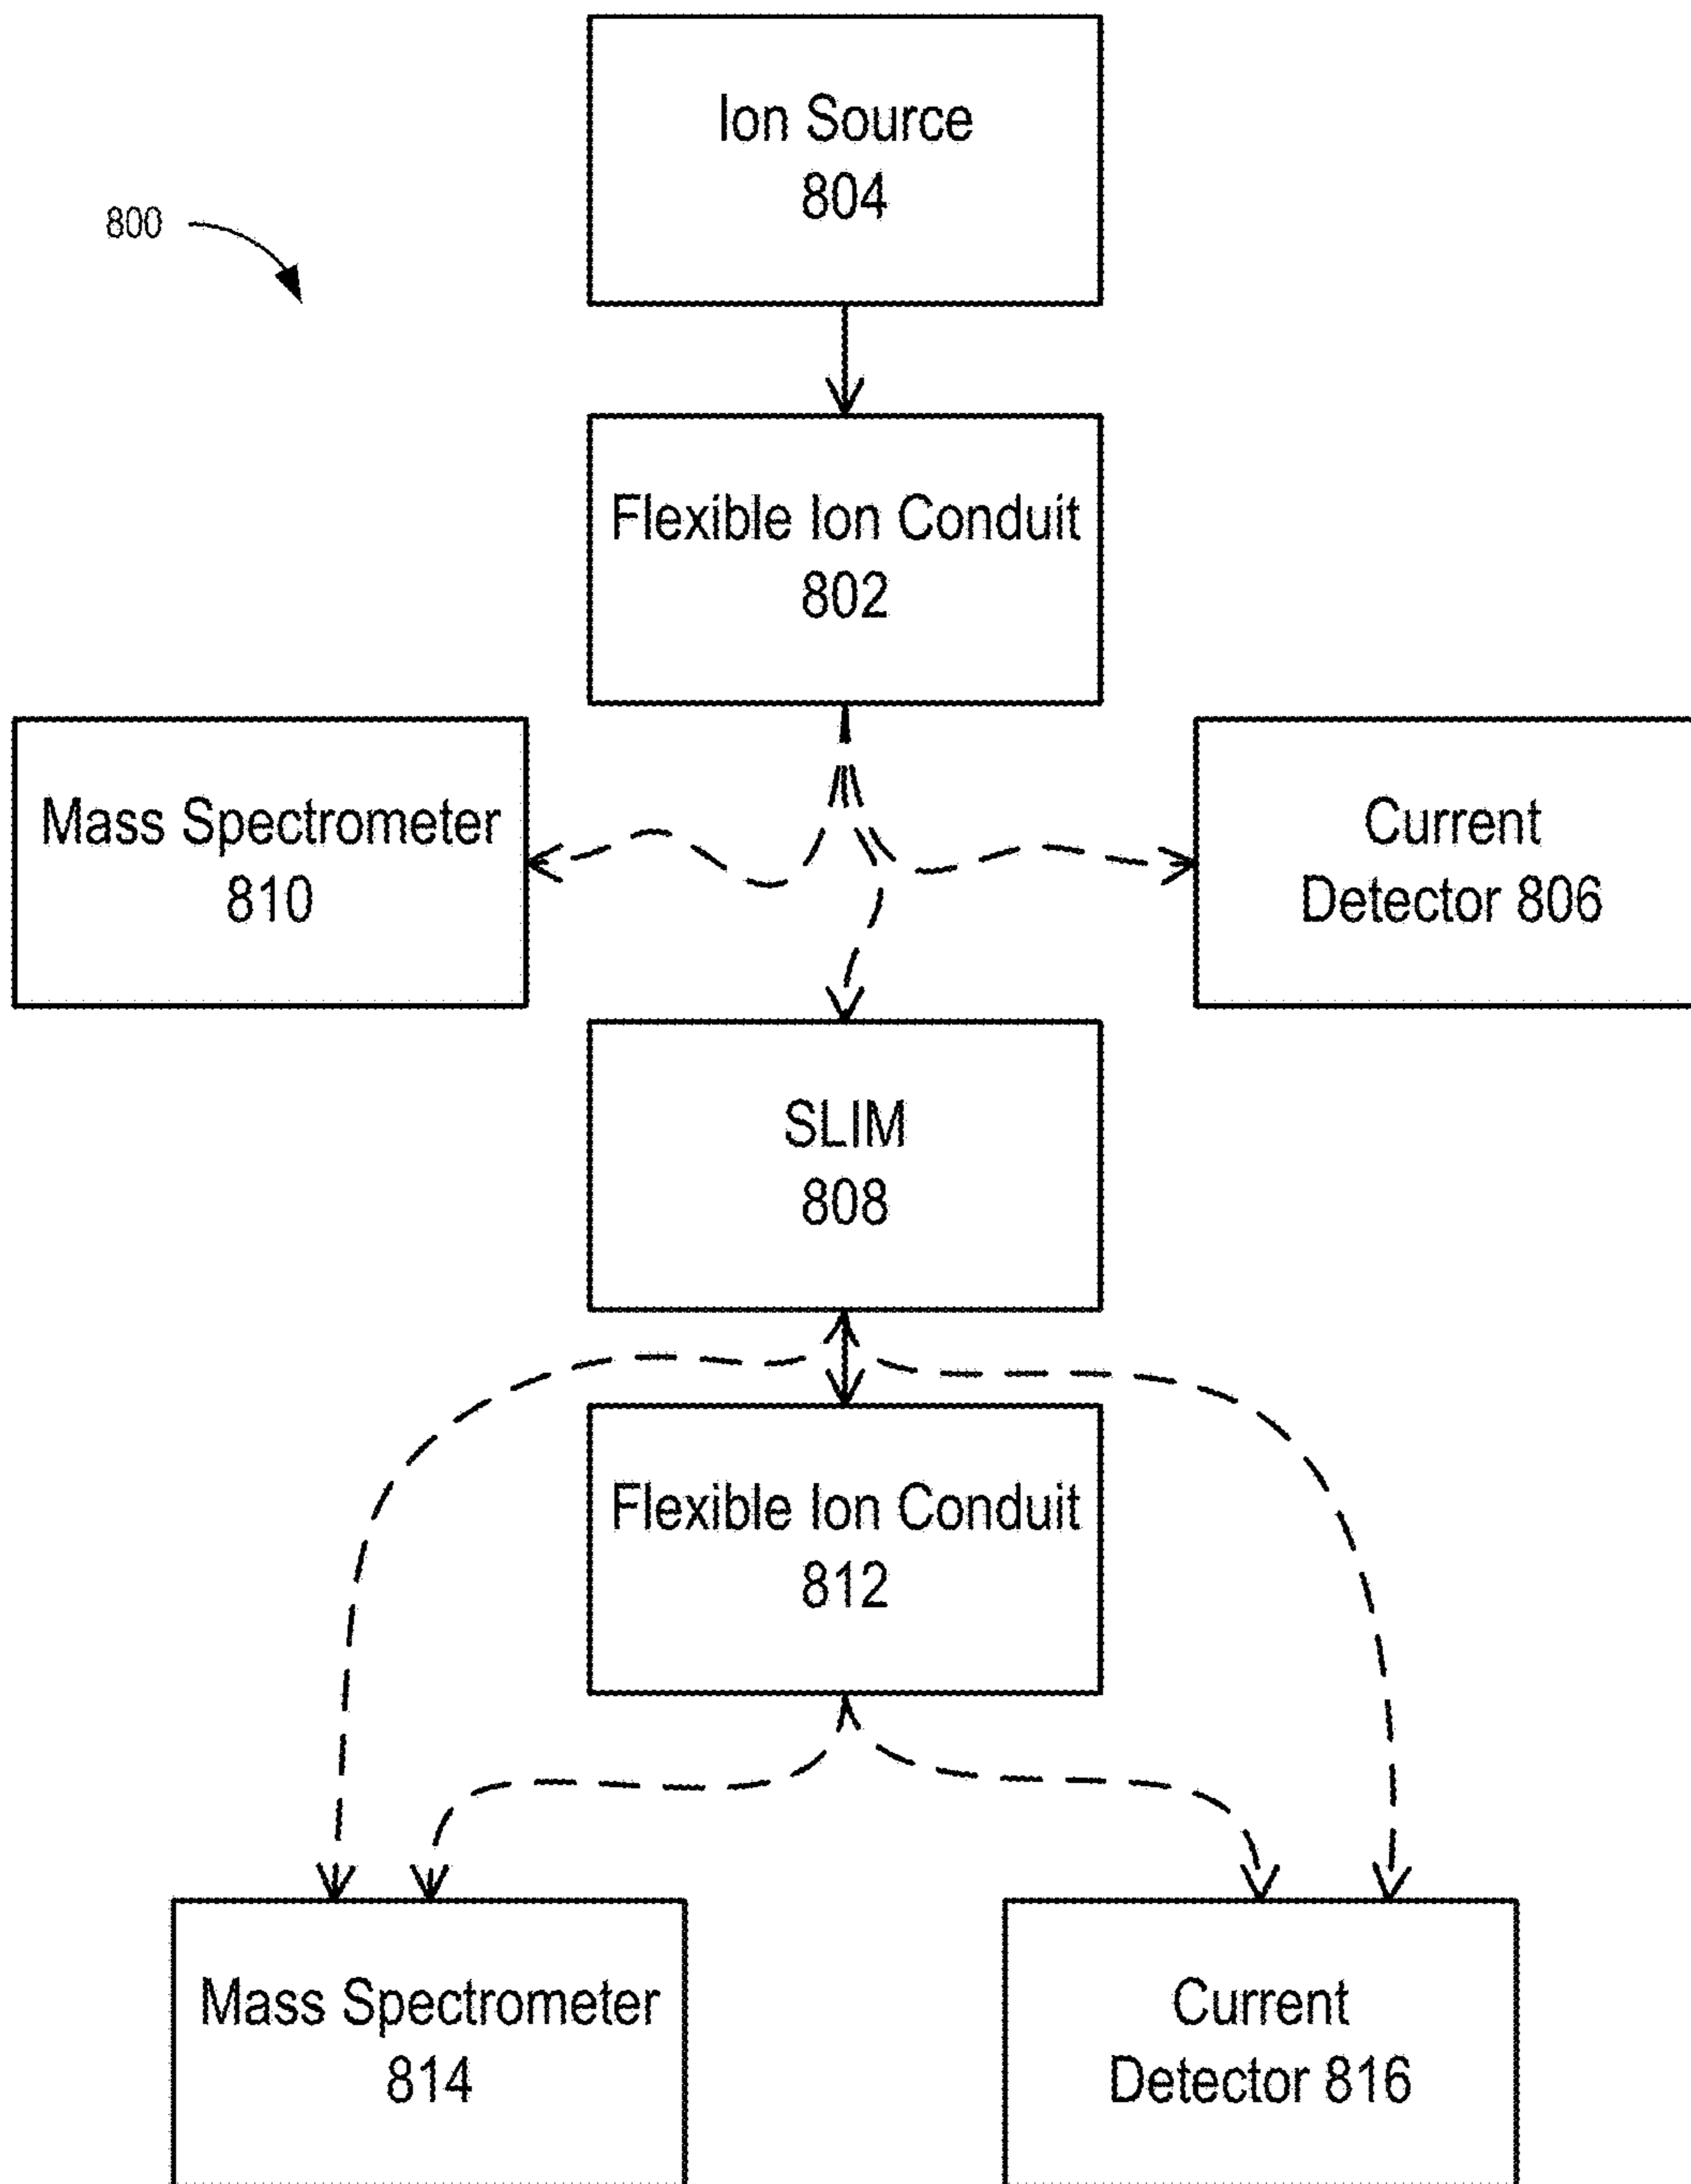 Ion Source
804
800
Flexible Ion Conduit
802
Mass Spectrometer
810
Current
Detector 806
SLIM
808
Flexible Ion Conduit
812
Mass Spectrometer
814
Current
Detector 816